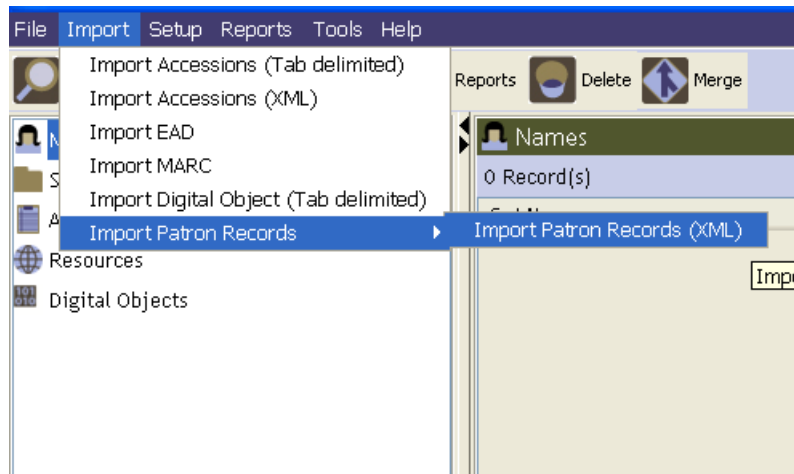 File Import Setup Reports Tools Help
Import Accessions (Tab delimited)
Import Accessions (XML)
Import EAD
Import MARC
Import Digital Object (Tab delimited)
Import Patron Records
Import Patron Records (XML)
Reports Delete Merge
Names
0 Record(s)
Resources
Digital Objects